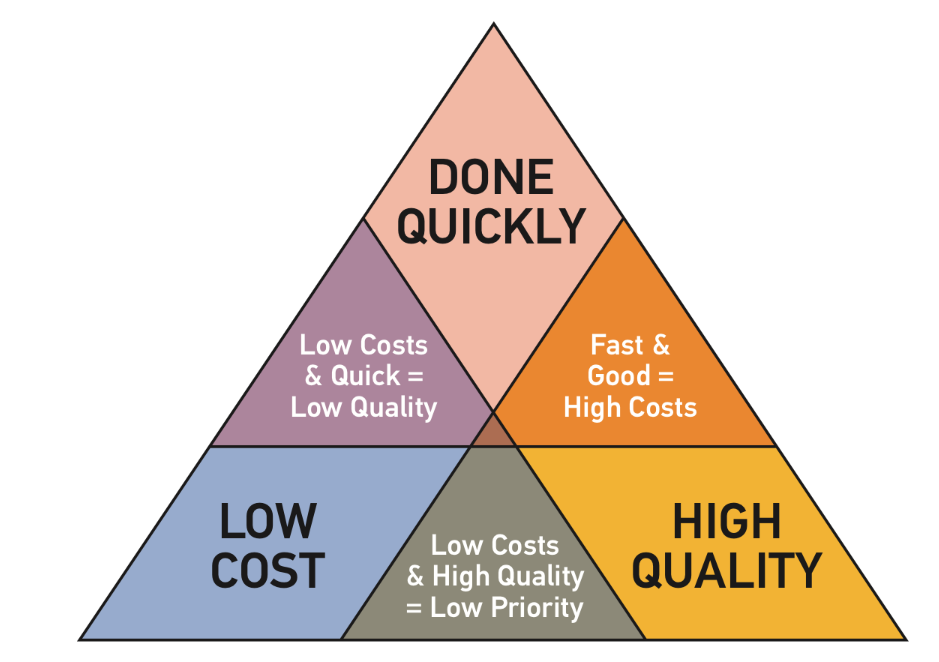 DONE
QUICKLY
Low Costs
& Quick =
Low Quality
Fast &
Good =
High Costs
LOW
COST
Low Costs
& High Quality
= Low Priority
HIGH
QUALITY